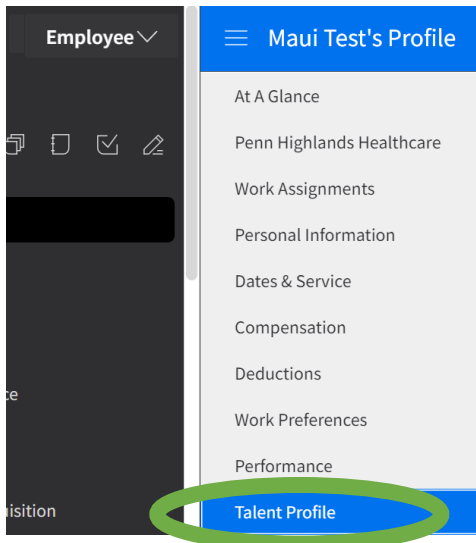 Employee
Maui Test's Profile
At A Glance
Penn Highlands Healthcare
Work Assignments
Personal Information
Dates & Service
Compensation
Deductions
Work Preferences
Performance
Talent Profile